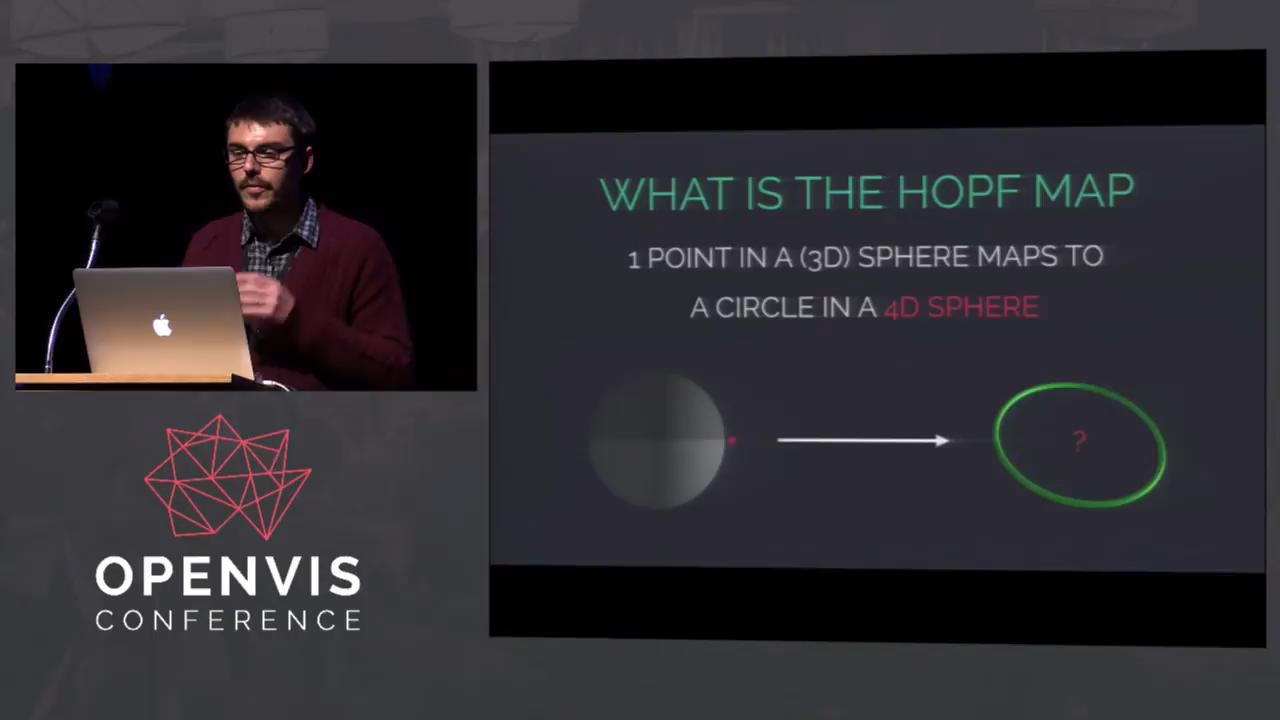 WHAT IS THE HOPF MAP
1 POINT IN A (3D) SPHERE MAPS TO
A CIRCLE IN A 4D SPHERE
?
OPENVIS
CONFERENCE